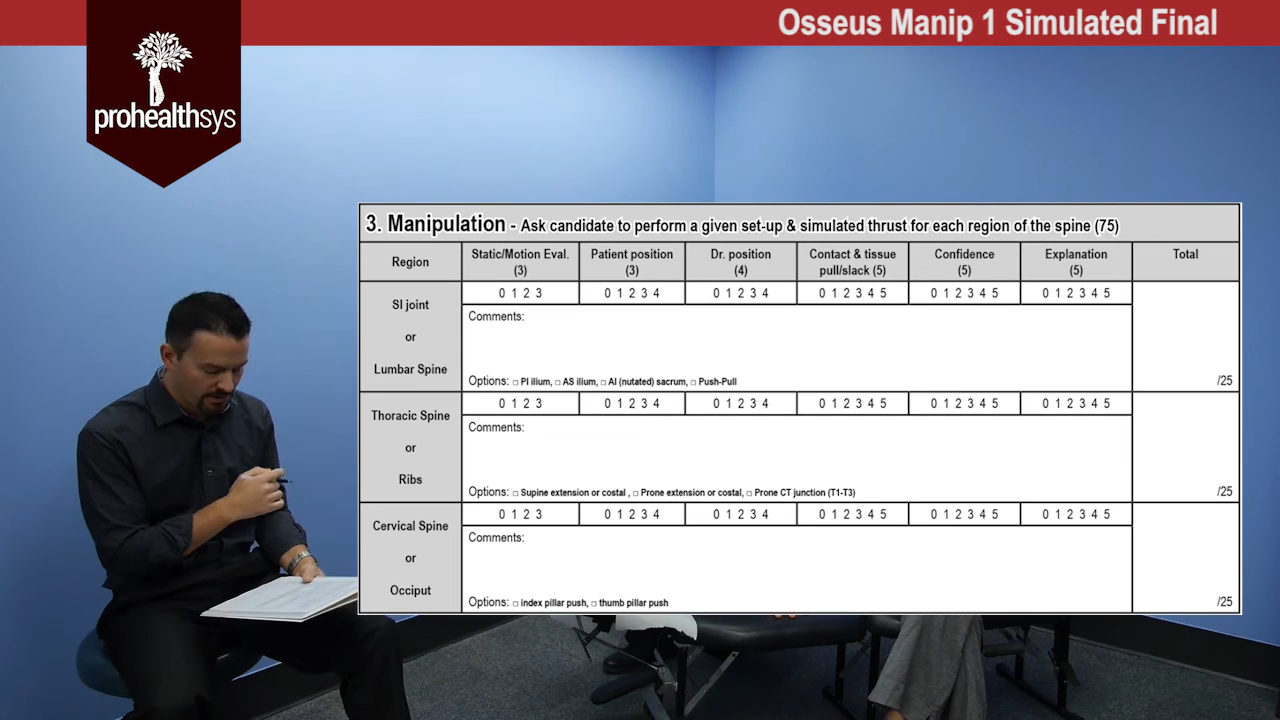 Osseus Manip 1 Simulated Final
prohealthsys
3. Manipulation - Ask candidate to perform a given set-up & simulated thrust for each region of the spine (75)
Region
Static/Motion Eval.
(3)
Patient position
(3)
Dr. position
(4)
Contact & tissue
pull/slack (5)
Confidence
(5)
Explanation
(5)
Total
SI joint
or
Lumbar Spine
0 1 2 3
0 1 2 3 4
0 1 2 3 4
0 1 2 3 4 5
0 1 2 3 4 5
0 1 2 3 4 5
Comments:
Options: □ PI ilium, □ AS ilium, □ AI (nutated) sacrum, □ Push-Pull
/25
Thoracic Spine
or
Ribs
0 1 2 3
0 1 2 3 4
0 1 2 3 4
0 1 2 3 4 5
0 1 2 3 4 5
0 1 2 3 4 5
Comments:
Options: □ Supine extension or costal , □ Prone extension or costal, □ Prone CT junction (T1-T3)
/25
Cervical Spine
or
Occiput
0 1 2 3
0 1 2 3 4
0 1 2 3 4
0 1 2 3 4 5
0 1 2 3 4 5
0 1 2 3 4 5
Comments:
Options: □ index pillar push, □ thumb pillar push
/25